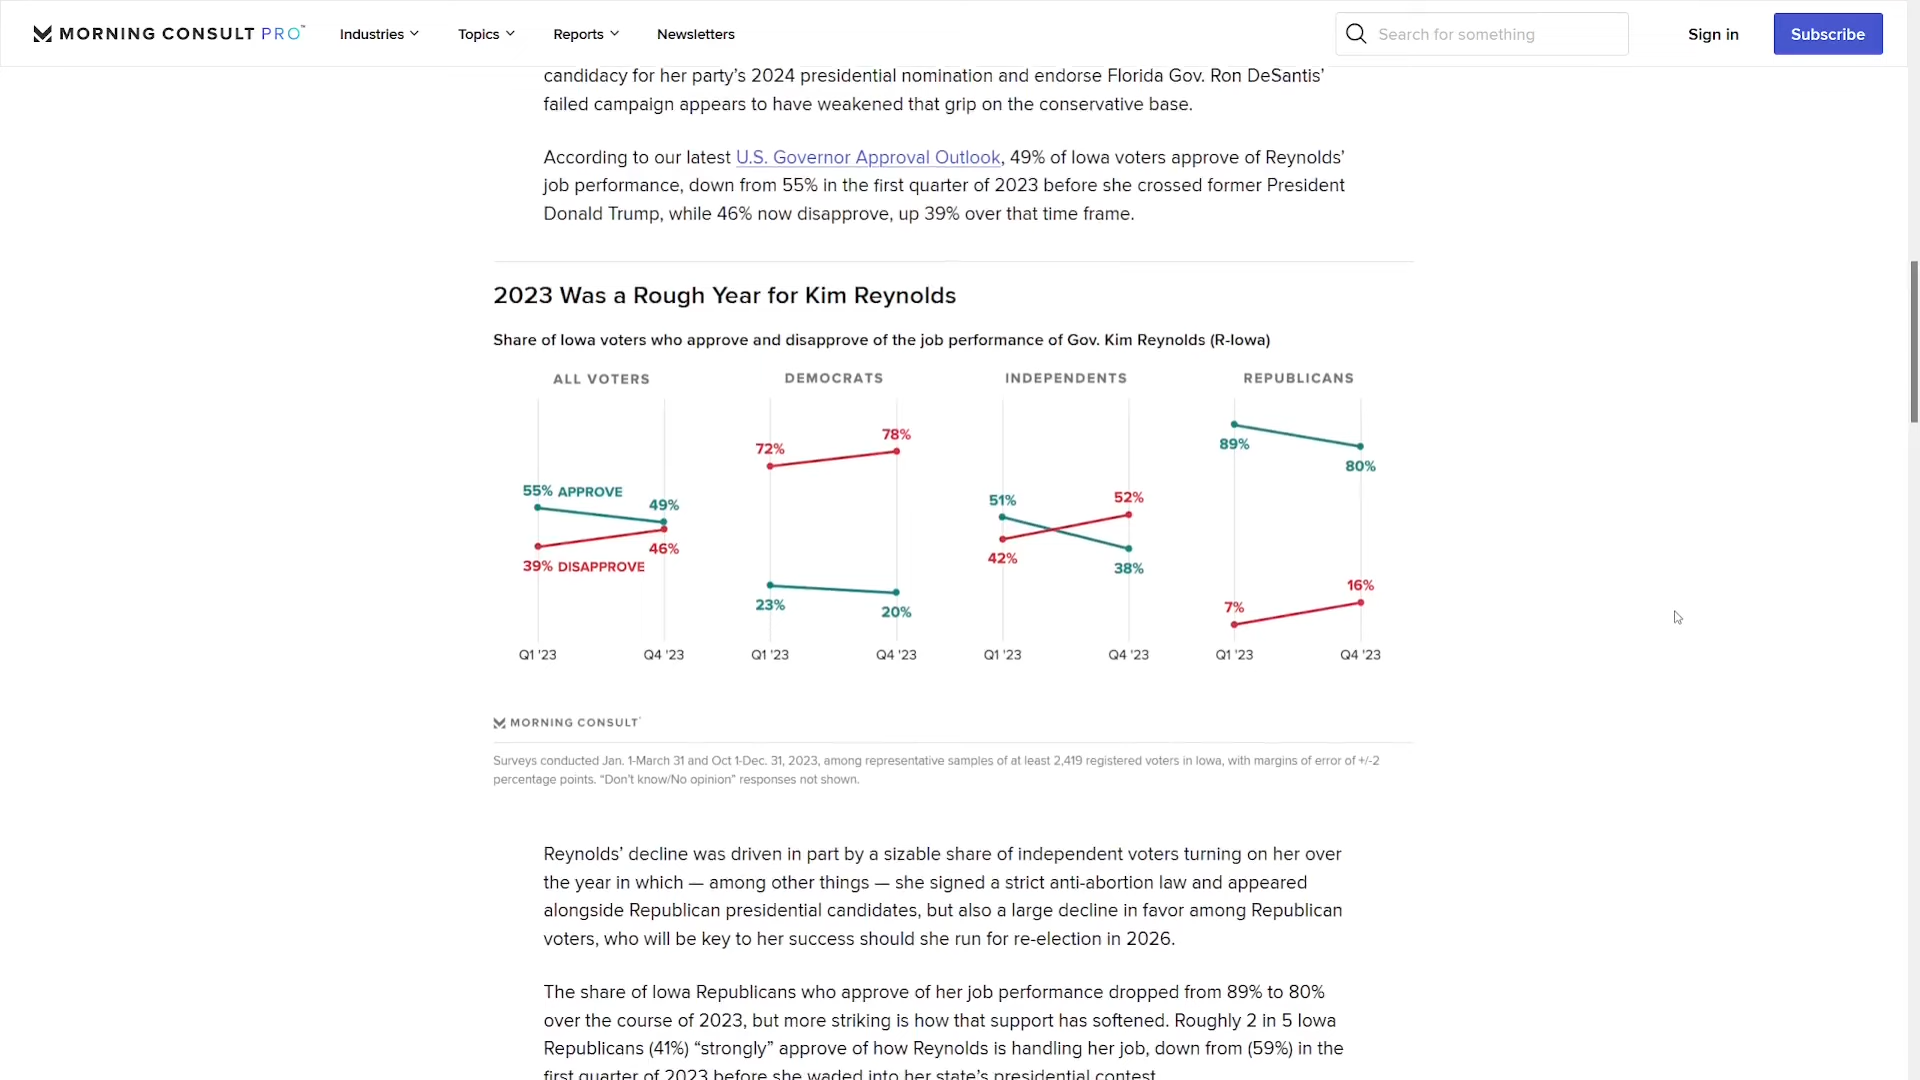 MORNING CONSULT PRO™
Industries
Topics
Reports
Newsletters
Search for something
Sign in
Subscribe
candidacy for her party’s 2024 presidential nomination and endorse Florida Gov. Ron DeSantis’
failed campaign appears to have weakened that grip on the conservative base.
According to our latest U.S. Governor Approval Outlook, 49% of Iowa voters approve of Reynolds’
job performance, down from 55% in the first quarter of 2023 before she crossed former President
Donald Trump, while 46% now disapprove, up 39% over that time frame.
2023 Was a Rough Year for Kim Reynolds
Share of Iowa voters who approve and disapprove of the job performance of Gov. Kim Reynolds (R-Iowa)
ALL VOTERS
55% APPROVE
49%
39% DISAPPROVE
46%
Q1 '23
Q4 '23
DEMOCRATS
72%
78%
23%
20%
Q1 '23
Q4 '23
INDEPENDENTS
51%
52%
42%
38%
Q1 '23
Q4 '23
REPUBLICANS
89%
80%
7%
16%
Q1 '23
Q4 '23
MORNING CONSULT
Surveys conducted Jan. 1-March 31 and Oct 1-Dec. 31, 2023, among representative samples of at least 2,419 registered voters in Iowa, with margins of error of +/-2
percentage points. “Don’t know/No opinion” responses not shown.
Reynolds’ decline was driven in part by a sizable share of independent voters turning on her over
the year in which — among other things — she signed a strict anti-abortion law and appeared
alongside Republican presidential candidates, but also a large decline in favor among Republican
voters, who will be key to her success should she run for re-election in 2026.
The share of Iowa Republicans who approve of her job performance dropped from 89% to 80%
over the course of 2023, but more striking is how that support has softened. Roughly 2 in 5 Iowa
Republicans (41%) “strongly” approve of how Reynolds is handling her job, down from (59%) in the
first quarter of 2023 before she waded into her state’s presidential contest.